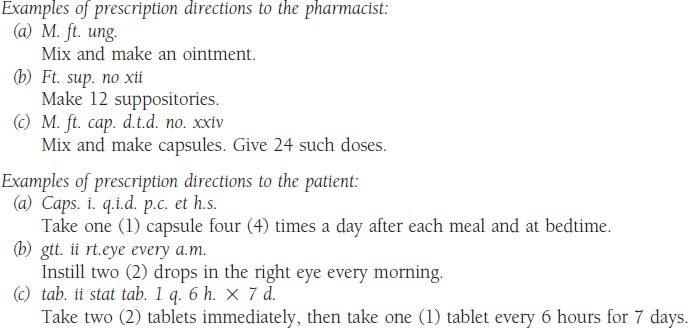 Examples of prescription directions to the pharmacist:
(a) M. ft. ung.
Mix and make an ointment.
(b) Ft. sup. no xii
Make 12 suppositories.
(c) M. ft. cap. d.t.d. no. xxiv
Mix and make capsules. Give 24 such doses.
Examples of prescription directions to the patient:
(a) Caps. i. q.i.d. p.c. et h.s.
Take one (1) capsule four (4) times a day after each meal and at bedtime.
(b) gtt. ii rt.eye every a.m.
Instill two (2) drops in the right eye every morning.
(c) tab. ii stat tab. 1 q. 6 h. × 7 d.
Take two (2) tablets immediately, then take one (1) tablet every 6 hours for 7 days.